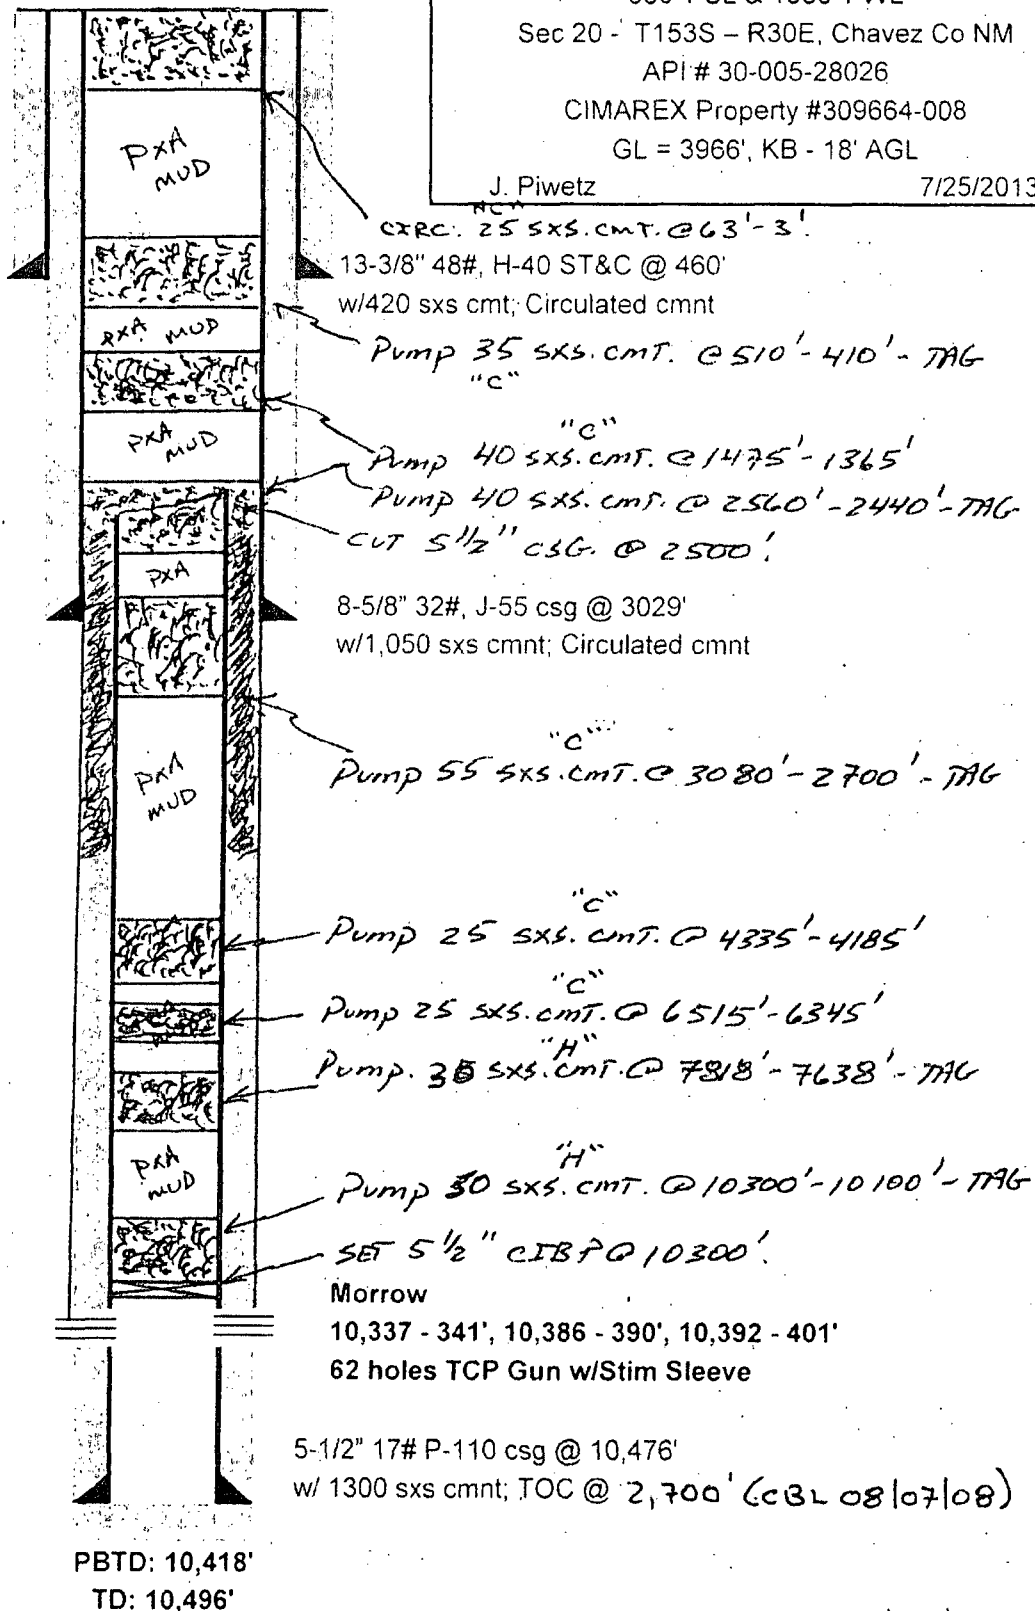 Sec 20 - T153S – R30E, Chavez Co NM
API # 30-005-28026
CIMAREX Property #309664-008
GL = 3966', KB - 18' AGL
J. Piwetz 7/25/2013
PXA MUD
"C"
CIRC. 25 SXS. CMT. @ 63'-3'.
13-3/8" 48#, H-40 ST&C @ 460'
w/420 sxs cmt; Circulated cmnt
PXA MUD
Pump 35 SXS. CMT. @ 510'-410' - TAG
"C"
PXA MUD
"C"
Pump 40 SXS. CMT. @ 1475'-1365'
Pump 40 SXS. CMT. @ 2560'-2440'-TAG
CUT 5 1/2" CSG. @ 2500'.
PXA
8-5/8" 32#, J-55 csg @ 3029'
w/1,050 sxs cmnt; Circulated cmnt
"C"
Pump 55 SXS. CMT. @ 3080'-2700' - TAG
PXA MUD
"C"
Pump 25 SXS. CMT. @ 4335'-4185'
"C"
Pump 25 SXS. CMT. @ 6515'-6345'
"H"
Pump. SXS. CMT. @ 7818'-7638' - TAG
PXA MUD
"H"
Pump 30 SXS. CMT. @ 10300'-10100' - TAG
SET 5 1/2" CIBP @ 10300'.
Morrow
10,337 - 341', 10,386 - 390', 10,392 - 401'
62 holes TCP Gun w/Stim Sleeve
5-1/2" 17# P-110 csg @ 10,476'
w/ 1300 sxs cmnt; TOC @ 2,700' (CBL 08/07/08)
PBTD: 10,418'
TD: 10,496'